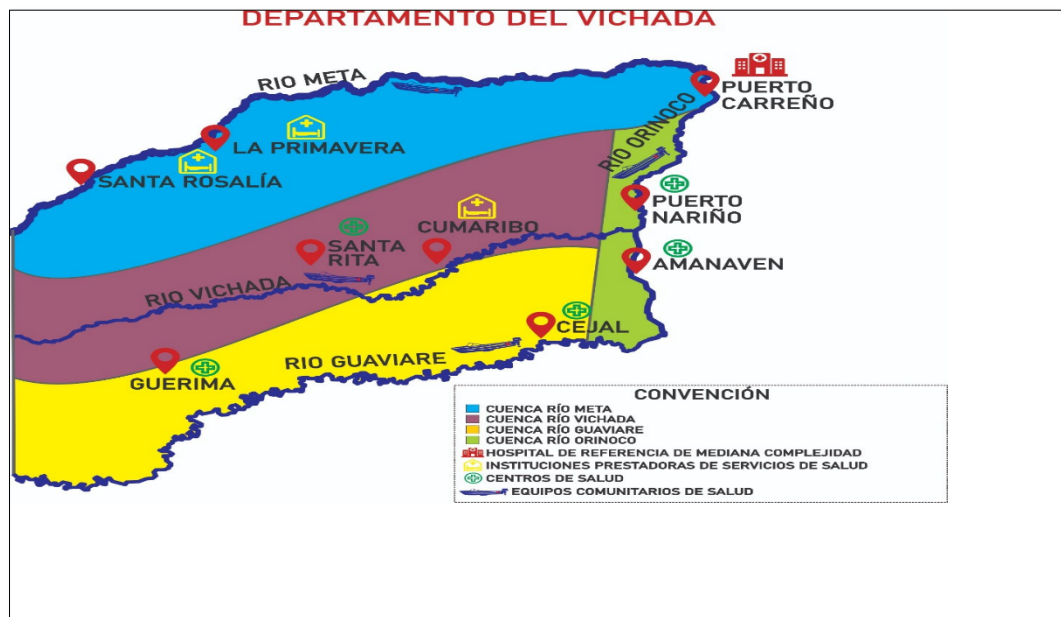 DEPARTAMENTO DEL VICHADA
RIO META
PUERTO
CARREÑO
LA PRIMAVERA
RIO ORINOCO
SANTA ROSALÍA
PUERTO
NARIÑO
CUMARIBO
SANTA
RITA
AMANAVEN
RIO VICHADA
CEJAL
RIO GUAVIARE
GUERIMA
CONVENCIÓN
CUENCA RÍO META
CUENCA RÍO VICHADA
CUENCA RÍO GUAVIARE
CUENCA RÍO ORINOCO
HOSPITAL DE REFERENCIA DE MEDIANA COMPLEJIDAD
INSTITUCIONES PRESTADORAS DE SERVICIOS DE SALUD
CENTROS DE SALUD
EQUIPOS COMUNITARIOS DE SALUD